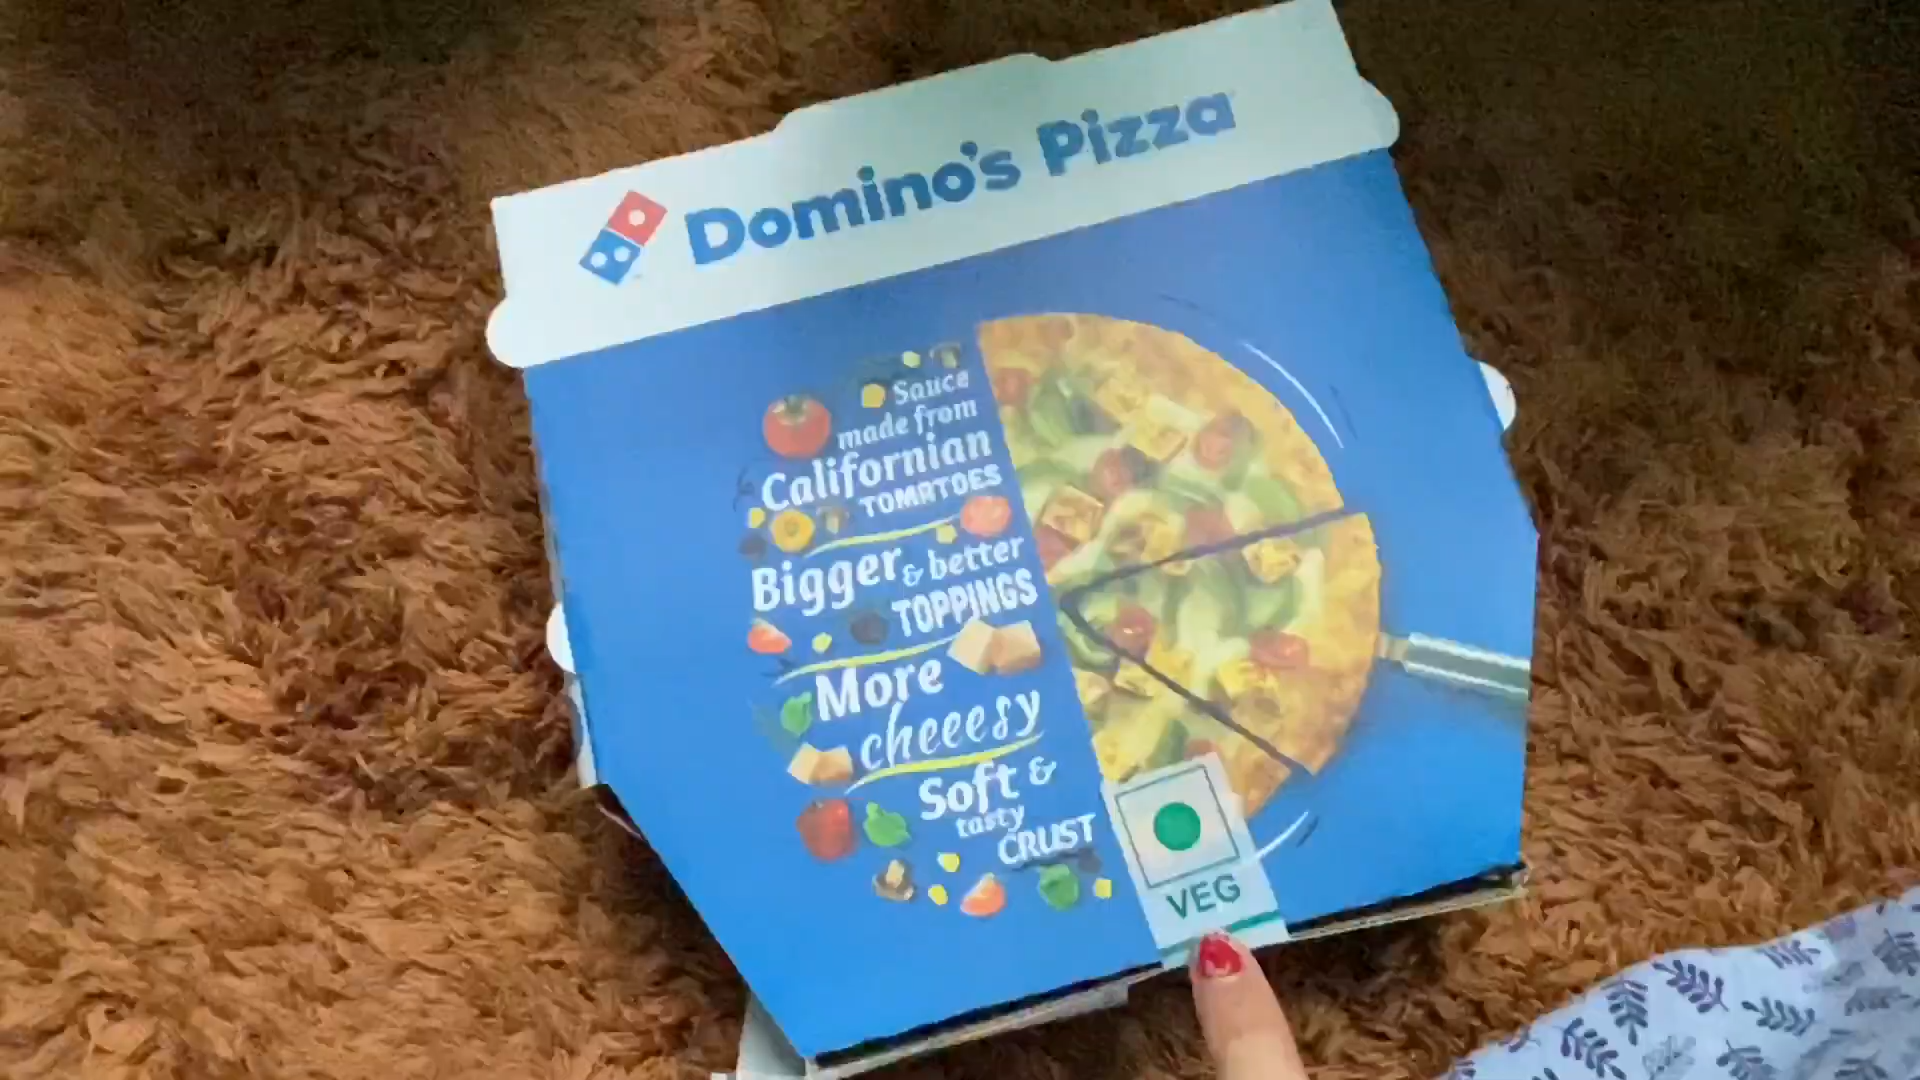 Domino's Pizza
Sauce
made from
Californian
TOMATOES
Bigger & better
TOPPINGS
More
cheeesy
Soft &
tasty
CRUST
VEG